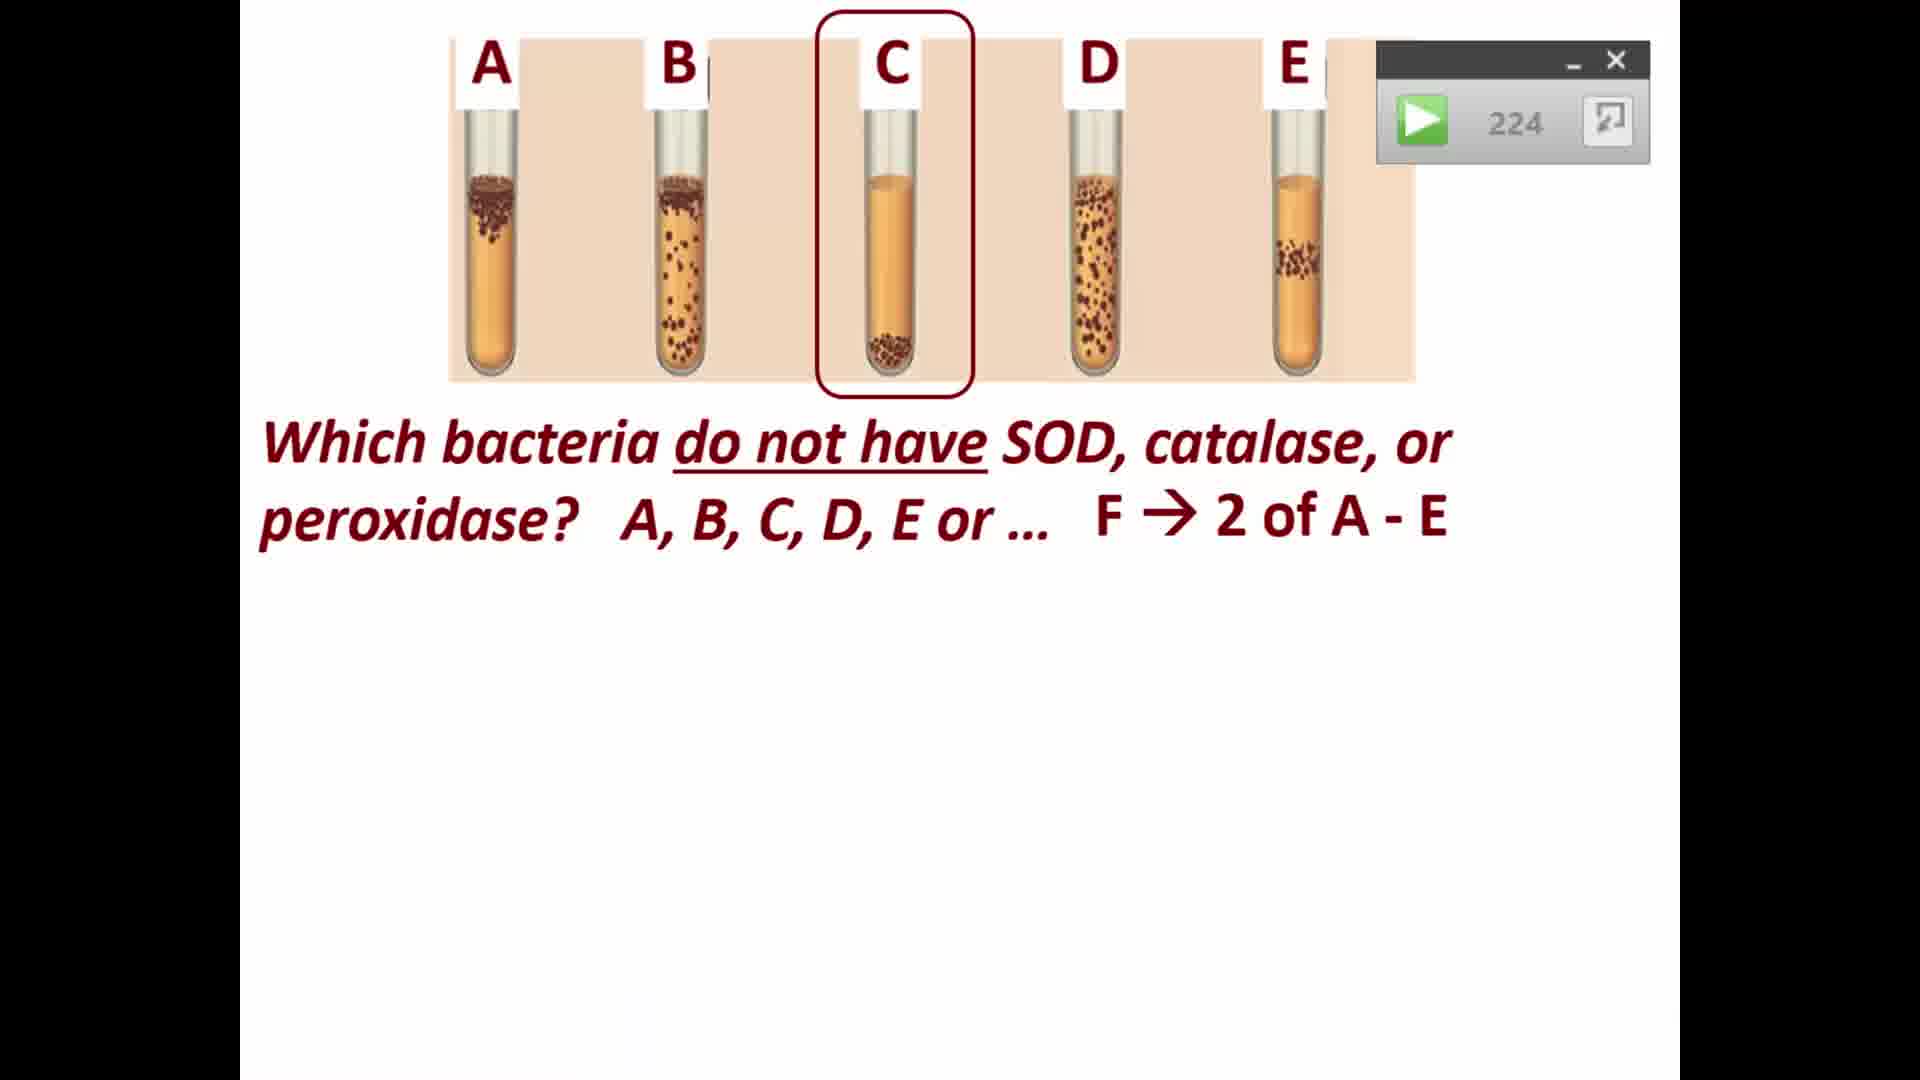 A B C D E
224
Which bacteria do not have SOD, catalase, or
peroxidase? A, B, C, D, E or ... F → 2 of A - E